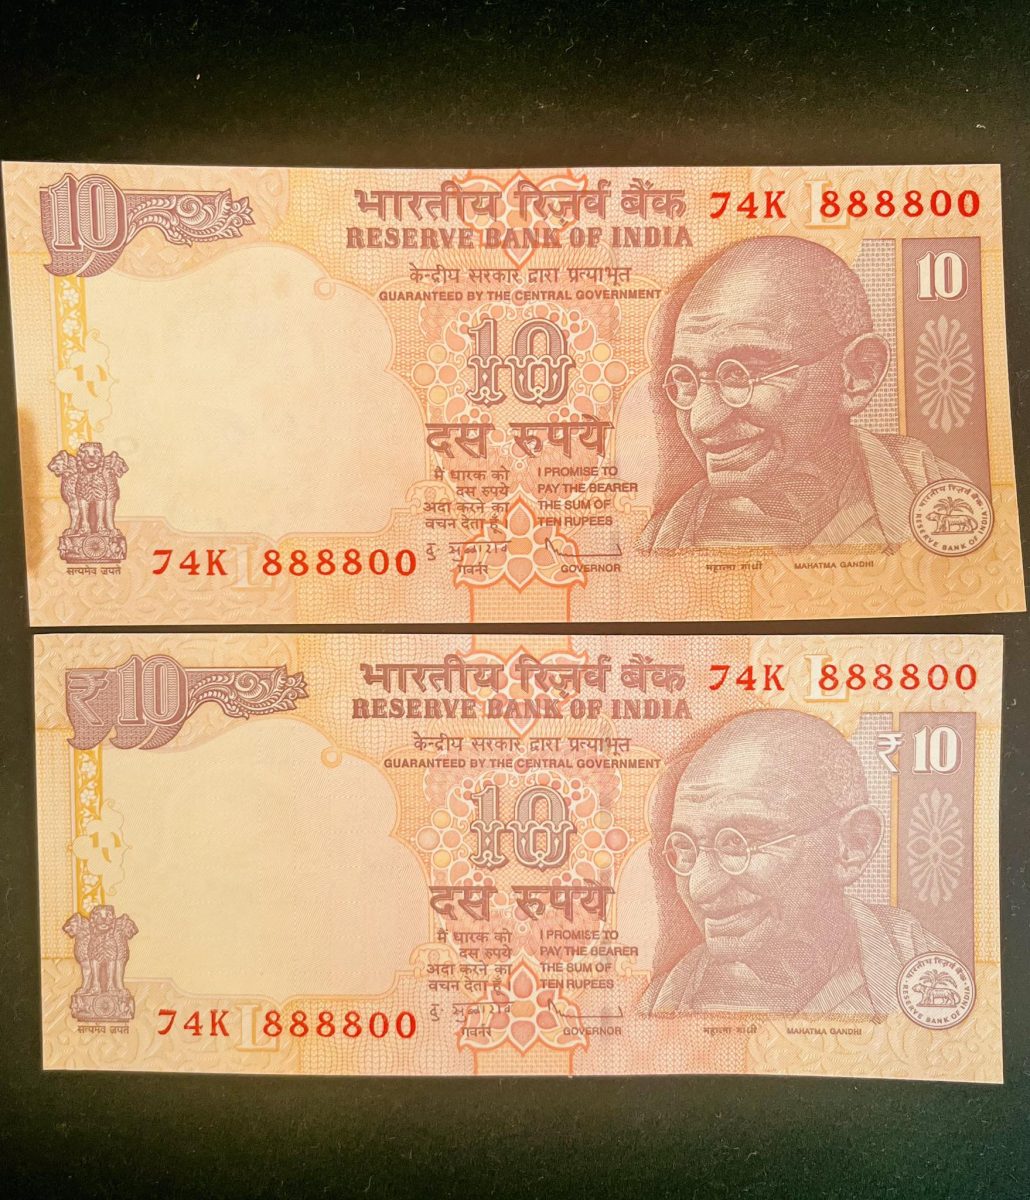 10
भारतीय रिज़र्व बैंक
74K 888800
RESERVE BANK OF INDIA
केन्द्रीय सरकार द्वारा प्रत्याभूत
GUARANTEED BY THE CENTRAL GOVERNMENT
10
10
दस रुपये
मैं धारक को
दस रुपये
अदा करने का
वचन देता हूँ
I PROMISE TO
PAY THE BEARER
THE SUM OF
TEN RUPEES
गवर्नर
GOVERNOR
L
74K 888800
L
सत्यमेव जयते
महात्मा गांधी
MAHATMA GANDHI
भारतीय रिज़र्व बैंक
RESERVE BANK OF INDIA
₹10
भारतीय रिज़र्व बैंक
74K 888800
RESERVE BANK OF INDIA
केन्द्रीय सरकार द्वारा प्रत्याभूत
GUARANTEED BY THE CENTRAL GOVERNMENT
₹10
10
दस रुपये
मैं धारक को
दस रुपये
अदा करने का
वचन देता हूँ
I PROMISE TO
PAY THE BEARER
THE SUM OF
TEN RUPEES
गवर्नर
GOVERNOR
L
74K 888800
L
सत्यमेव जयते
महात्मा गांधी
MAHATMA GANDHI
भारतीय रिज़र्व बैंक
RESERVE BANK OF INDIA